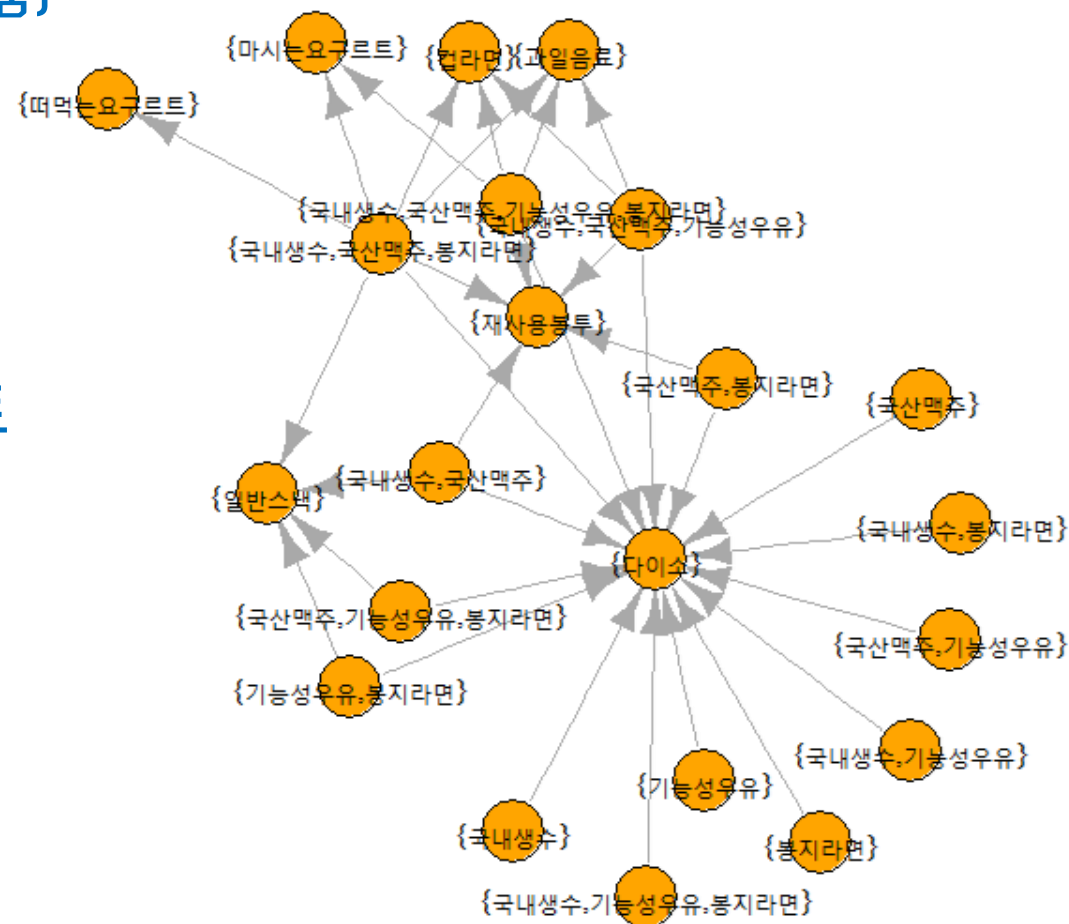 {마시는요구르트}
{컵라면}
{과일음료}
{떠먹는요구르트}
{국내생수,국산맥주,기능성우유,봉지라면}
{국내생수,국산맥주,기능성우유}
{국내생수,국산맥주,봉지라면}
{재사용봉투}
{국산맥주,봉지라면}
{국산맥주}
{국내생수,국산맥주}
{일반스낵}
{국내생수,봉지라면}
{다이소}
{국산맥주,기능성우유,봉지라면}
{국산맥주,기능성우유}
{기능성우유,봉지라면}
{국내생수,기능성우유}
{기능성우유}
{국내생수}
{봉지라면}
{국내생수,기능성우유,봉지라면}